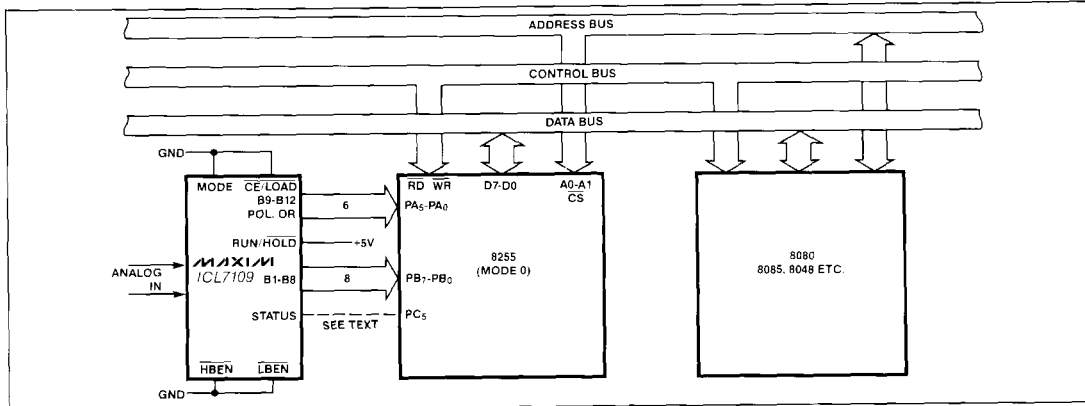 ADDRESS BUS
CONTROL BUS
DATA BUS
GND
MODE CE/LOAD
B9-B12
POL. OR
6
RUN/HOLD
+5V
MAXIM
ICL7109
ANALOG
IN
B1-B8
8
STATUS
SEE TEXT
HBEN LBEN
GND
RD WR D7-D0 A0-A1
CS
PA5-PA0
8255
(MODE 0)
PB7-PB0
PC5
8080
8085, 8048 ETC.